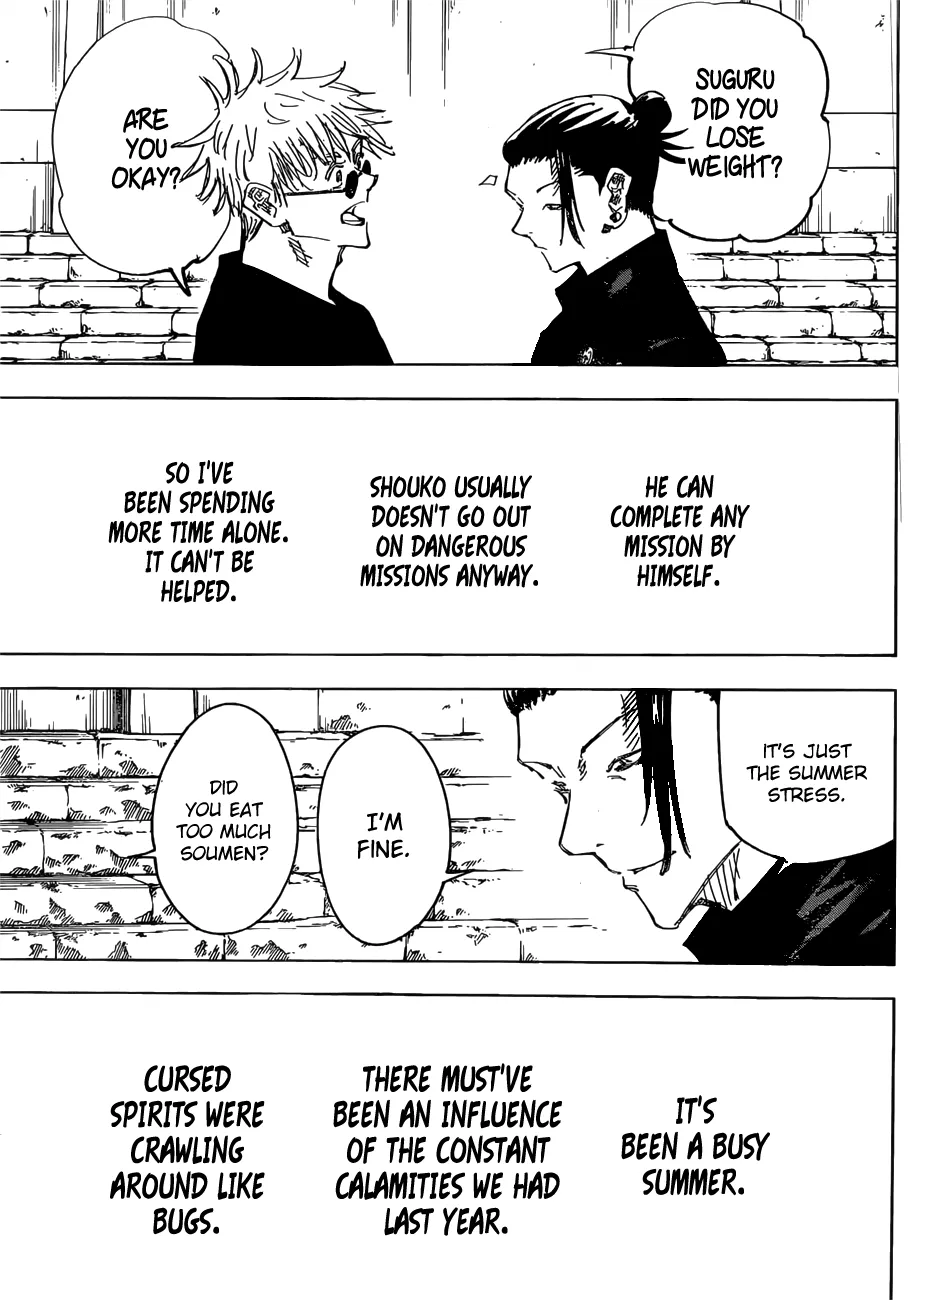 SUGURU
DID YOU
LOSE
WEIGHT?
ARE
YOU
OKAY?
HE CAN
COMPLETE ANY
MISSION BY
HIMSELF.
SHOUKO USUALLY
DOESN'T GO OUT
ON DANGEROUS
MISSIONS ANYWAY.
SO I'VE
BEEN SPENDING
MORE TIME ALONE.
IT CAN'T BE
HELPED.
IT'S JUST
THE SUMMER
STRESS.
I'M
FINE.
DID
YOU EAT
TOO MUCH
SOUMEN?
IT'S
BEEN A BUSY
SUMMER.
THERE MUST'VE
BEEN AN INFLUENCE
OF THE CONSTANT
CALAMITIES WE HAD
LAST YEAR.
CURSED
SPIRITS WERE
CRAWLING
AROUND LIKE
BUGS.